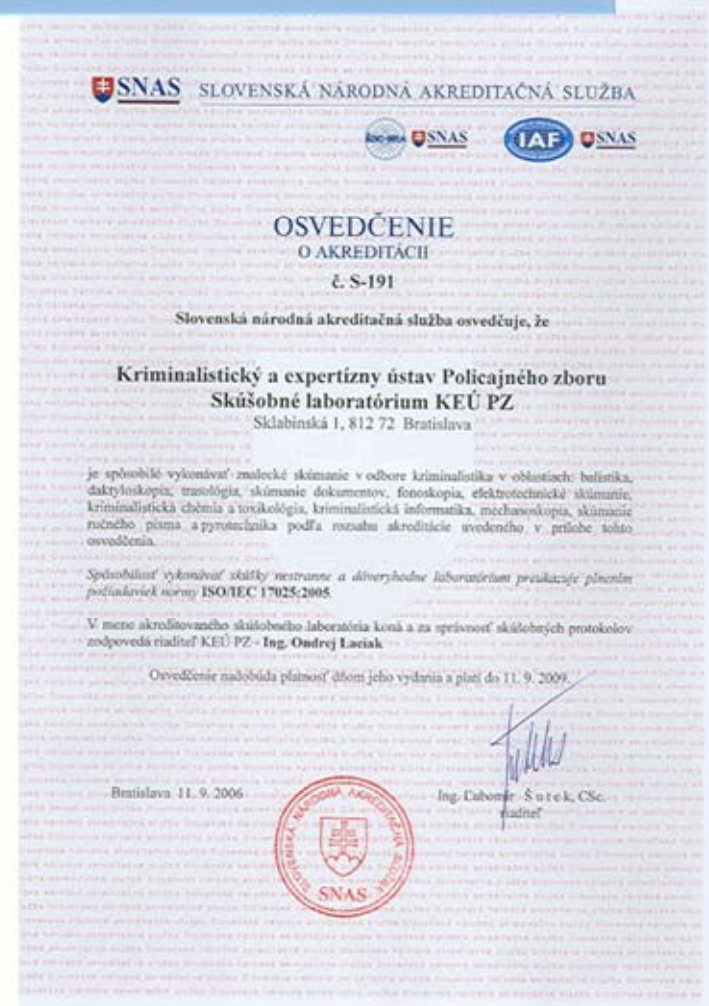 SNAS SLOVENSKÁ NÁRODNÁ AKREDITAČNÁ SLUŽBA
ilac-MRA SNAS IAF SNAS
OSVEDČENIE
O AKREDITÁCII
č. S-191
Slovenská národná akreditačná služba osvedčuje, že
Kriminalistický a expertízny ústav Policajného zboru
Skúšobné laboratórium KEÚ PZ
Sklabinská 1, 812 72 Bratislava
je spôsobilé vykonávať znalecké skúmanie v odbore kriminalistika v oblastiach: balistika,
daktyloskopia, trasológia, skúmanie dokumentov, fonoskopia, elektrotechnické skúmanie,
kriminalistická chémia a toxikológia, kriminalistická informatika, mechanoskopia, skúmanie
ručného písma a pyrotechnika podľa rozsahu akreditácie uvedeného v prílohe tohto
osvedčenia.
Spôsobilosť vykonávať skúšky nestranne a dôveryhodne laboratórium preukazuje plnením
požiadaviek normy ISO/IEC 17025:2005.
V mene akreditovaného skúšobného laboratória koná a za správnosť skúšobných protokolov
zodpovedá riaditeľ KEÚ PZ - Ing. Ondrej Laciak
Osvedčenie nadobúda platnosť dňom jeho vydania a platí do 11. 9. 2009.
Bratislava 11. 9. 2006
Ing. Ľubomír Šutek, CSc.
riaditeľ
SLOVENSKÁ NÁRODNÁ AKREDITAČNÁ SLUŽBA
SNAS